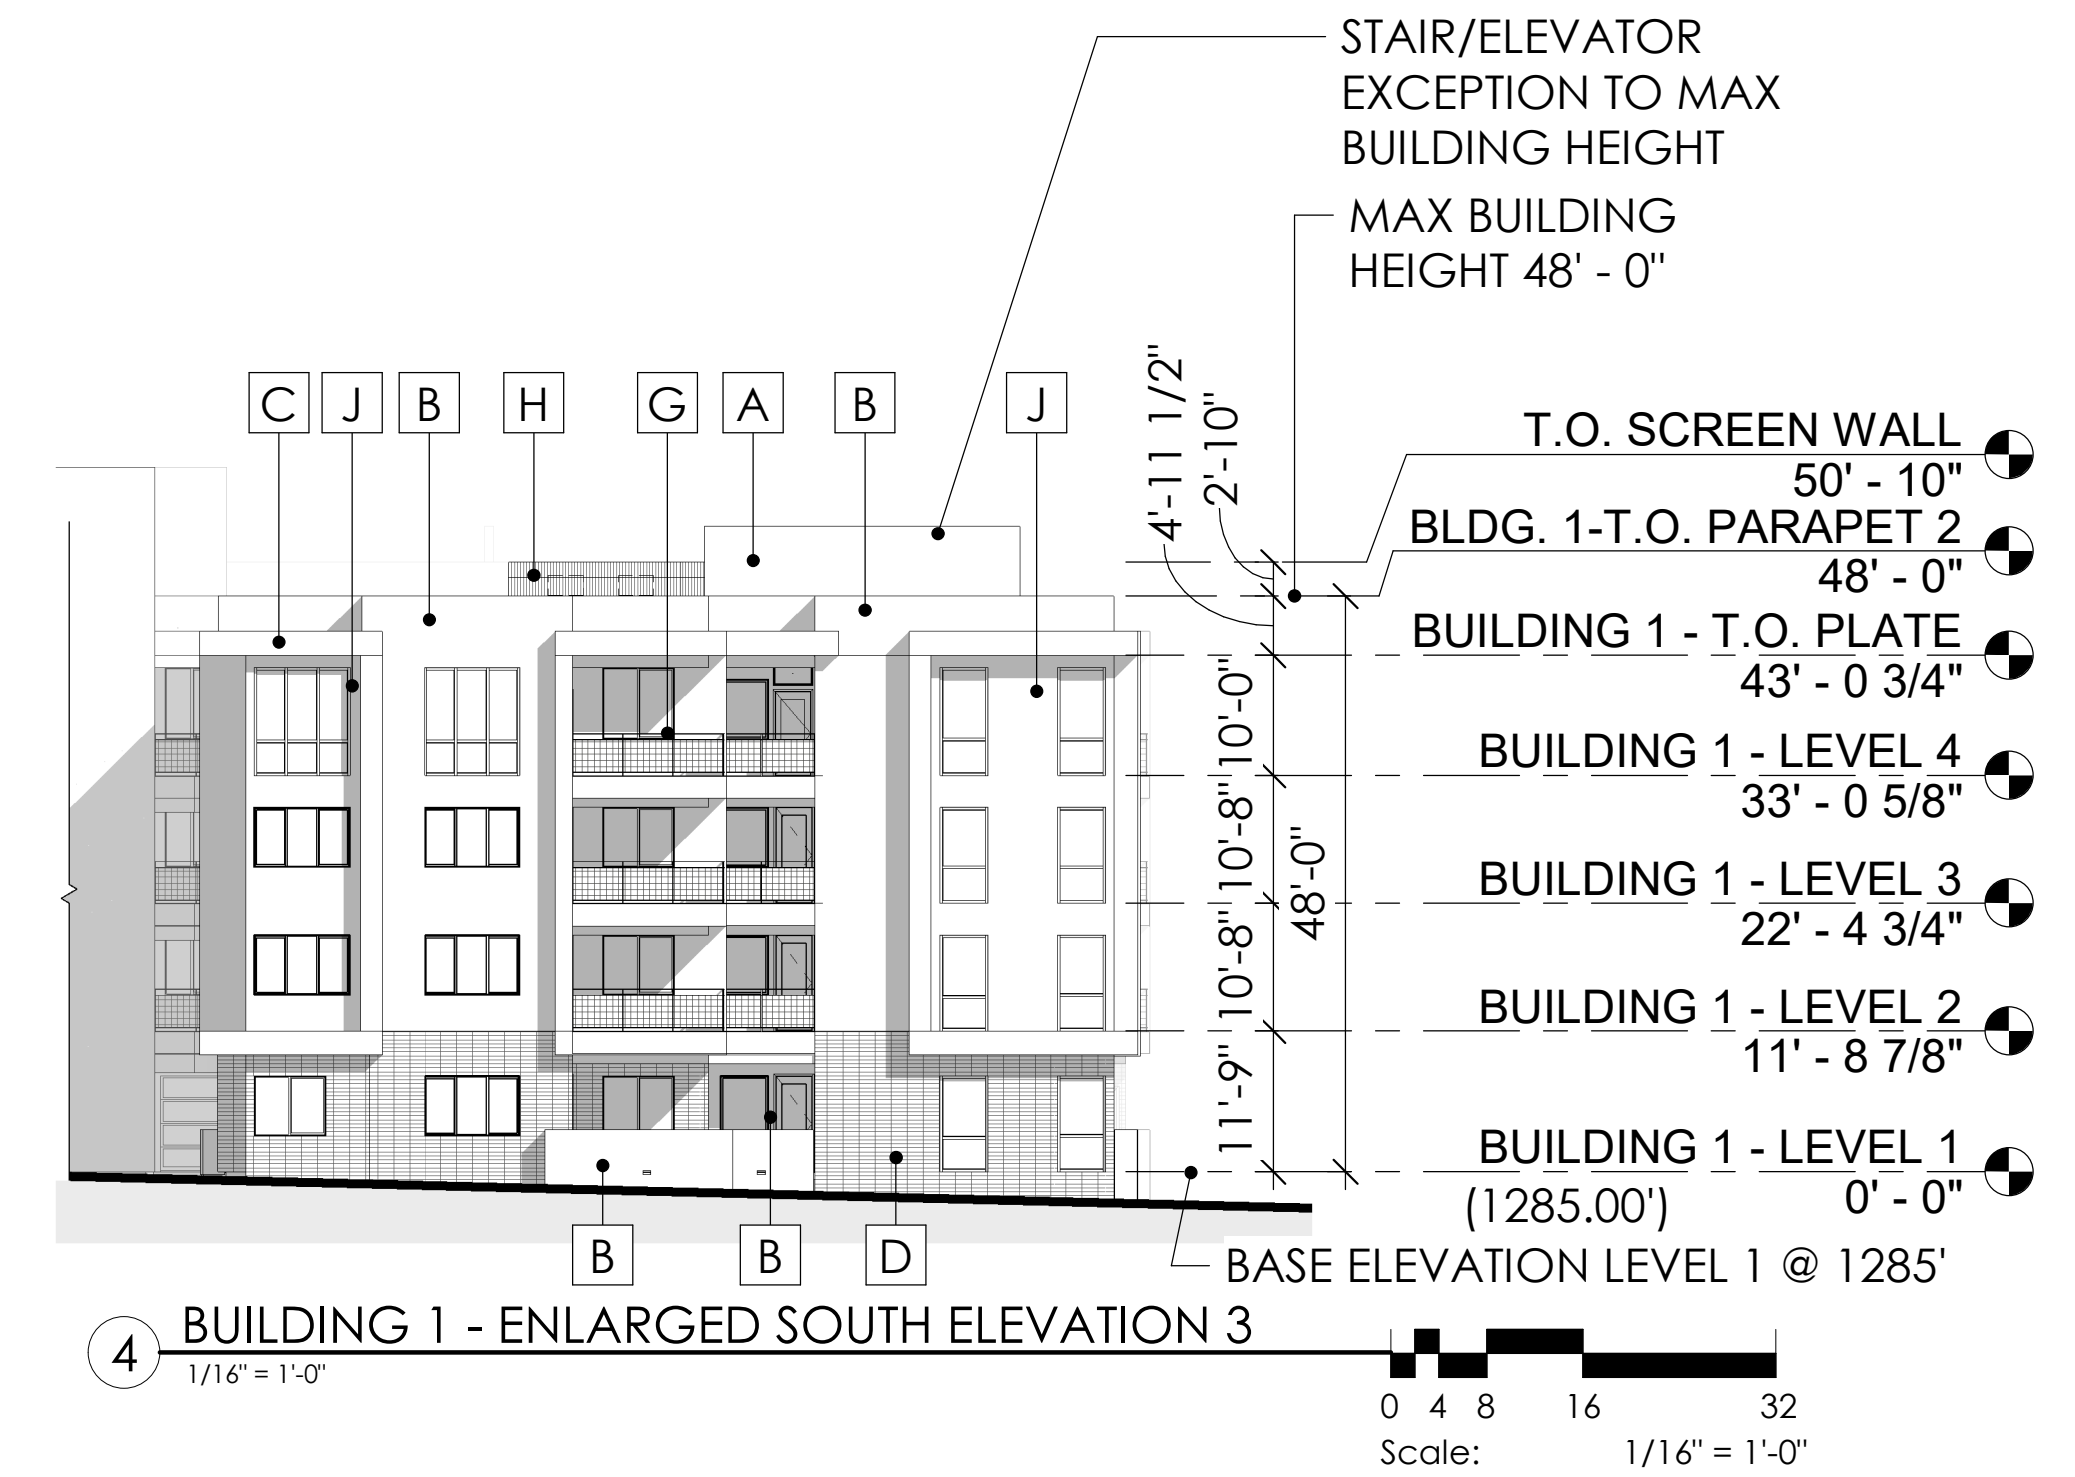 STAIR/ELEVATOR
EXCEPTION TO MAX
BUILDING HEIGHT
MAX BUILDING
HEIGHT 48' - 0"
C
J
B
H
G
A
B
J
4'-11 1/2"
2'-10"
T.O. SCREEN WALL
50' - 10"
BLDG. 1-T.O. PARAPET 2
48' - 0"
BUILDING 1 - T.O. PLATE
43' - 0 3/4"
10'-0"
BUILDING 1 - LEVEL 4
33' - 0 5/8"
10'-8"
48'-0"
BUILDING 1 - LEVEL 3
22' - 4 3/4"
10'-8"
BUILDING 1 - LEVEL 2
11' - 8 7/8"
11'-9"
BUILDING 1 - LEVEL 1
(1285.00') 0' - 0"
B
B
D
BASE ELEVATION LEVEL 1 @ 1285'
4
BUILDING 1 - ENLARGED SOUTH ELEVATION 3
1/16" = 1'-0"
0 4 8 16 32
Scale: 1/16" = 1'-0"